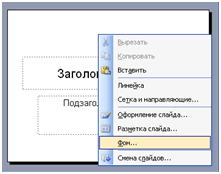 Заголо
Подзаго
Вырезать
Копировать
Вставить
Линейка
Сетка и направляющие...
Оформление слайда...
Разметка слайда...
Фон...
Смена слайдов...